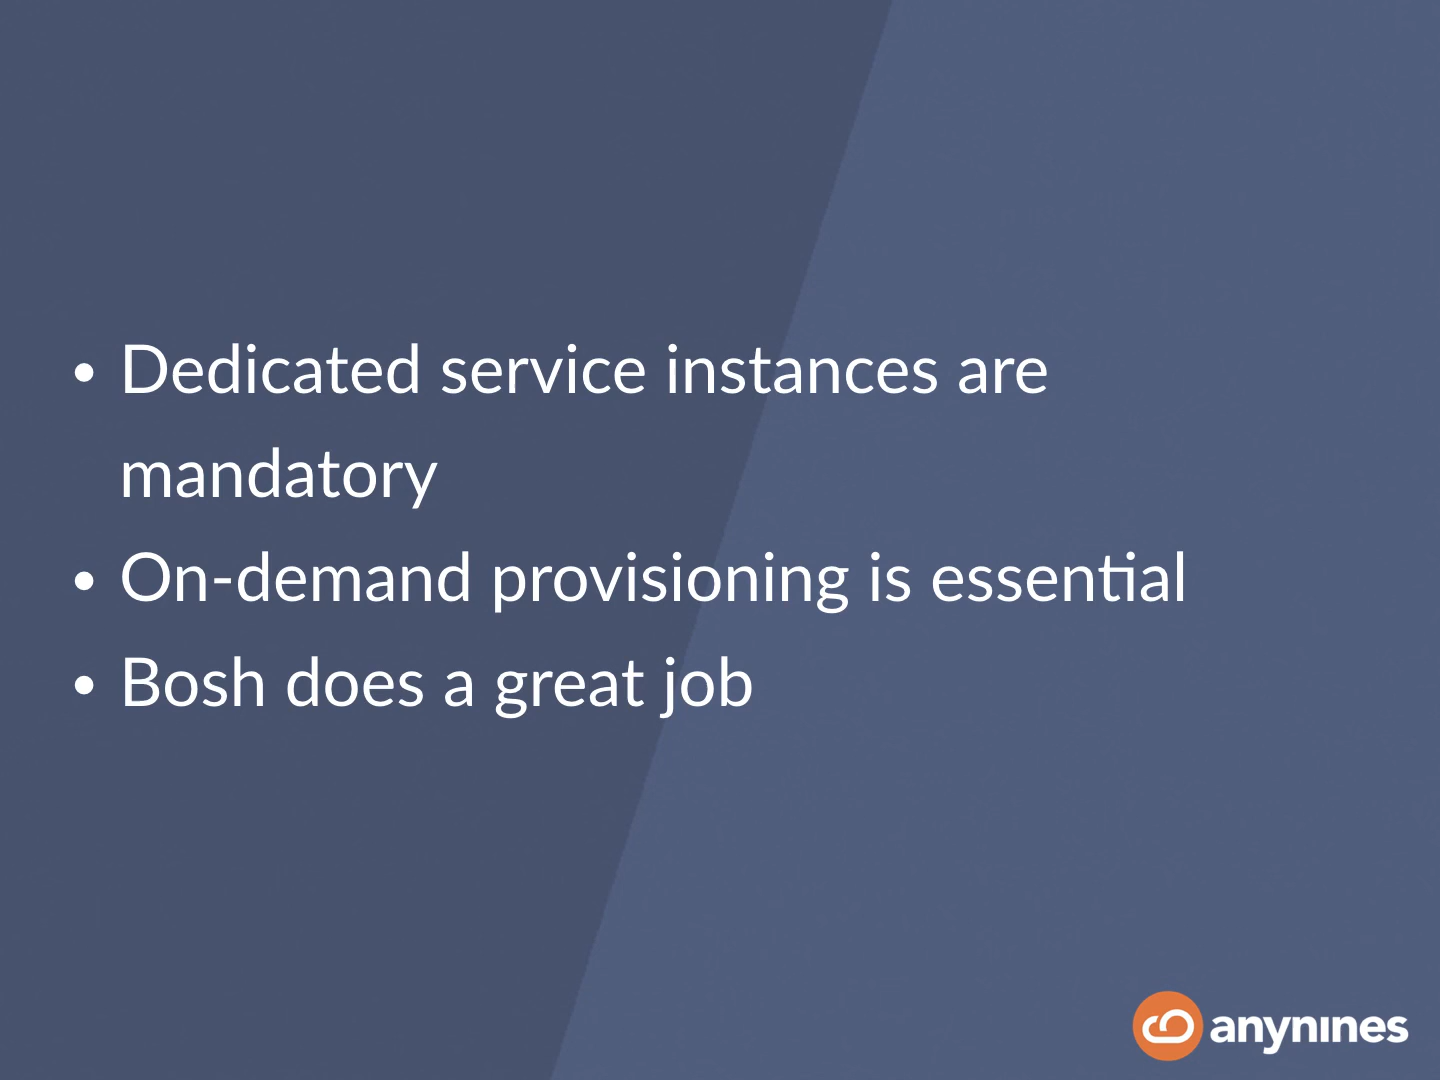 • Dedicated service instances are
mandatory
• On-demand provisioning is essential
• Bosh does a great job
anynines